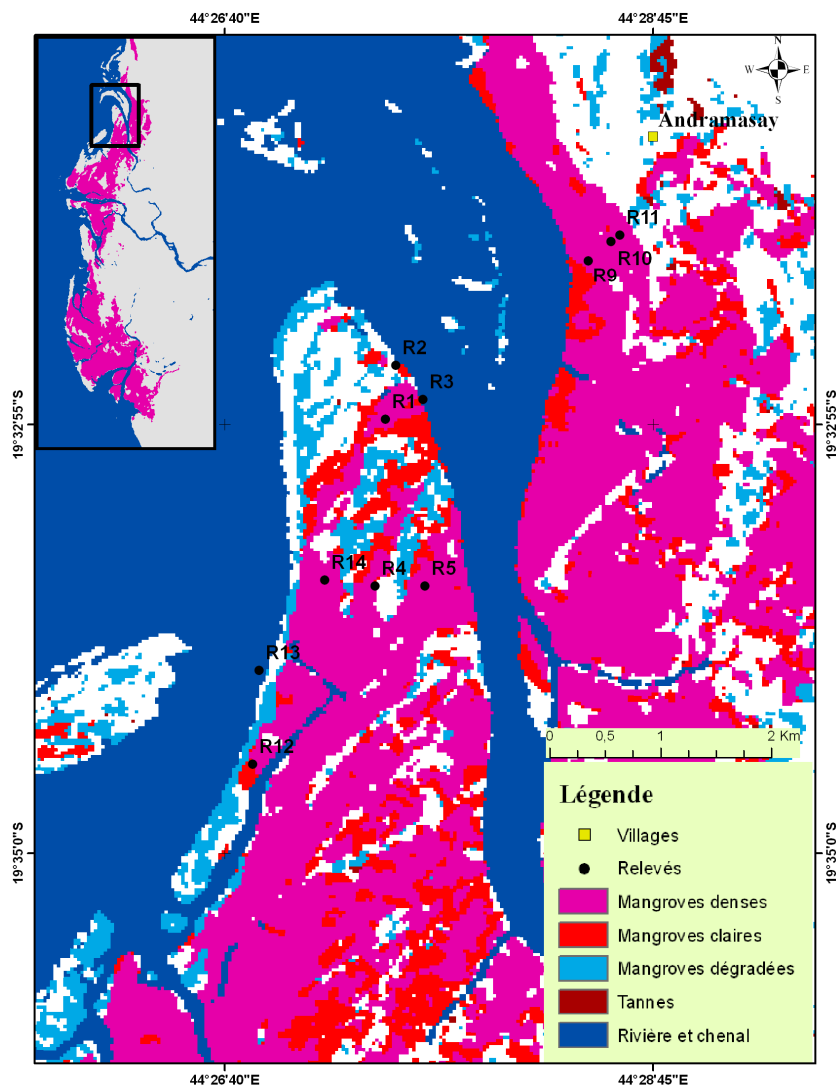 44°26'40"E 44°28'45"E
N
W E
S
Andramasay
R11
R10
R9
R2
R3
R1
19°32'55"S 19°32'55"S
R14 R4 R5
R13
R12
0 0,5 1 2 Km
Légende
Villages
Relevés
Mangroves denses
Mangroves claires
Mangroves dégradées
Tannes
Rivière et chenal
19°35'0"S 19°35'0"S
44°26'40"E 44°28'45"E